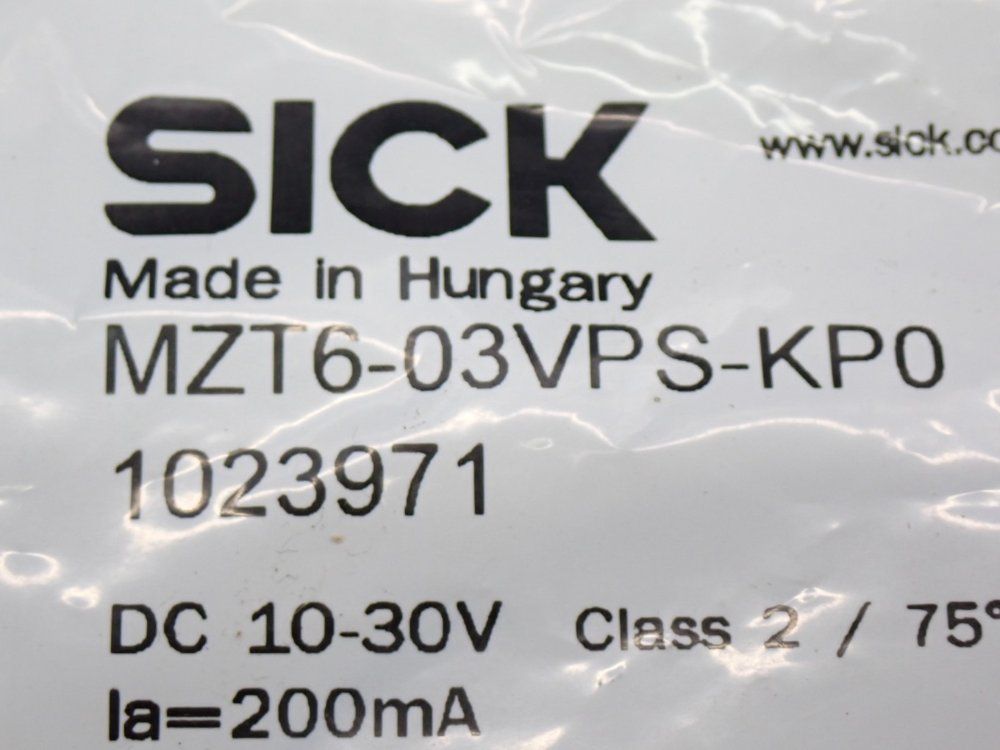 SICK
www.sick.co
Made in Hungary
MZT6-03VPS-KP0
1023971
DC 10-30V Class 2 / 75°
Ia=200mA